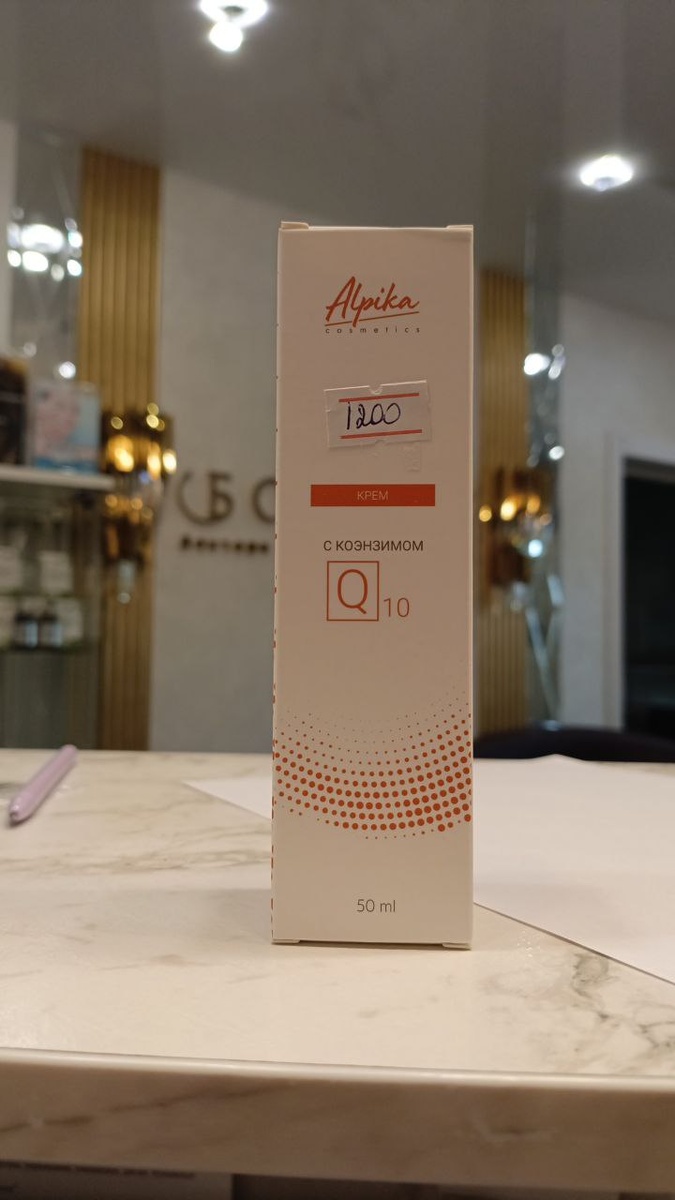 Alpika
cosmetics
1200
КРЕМ
С КОЭНЗИМОМ
Q10
50 ml